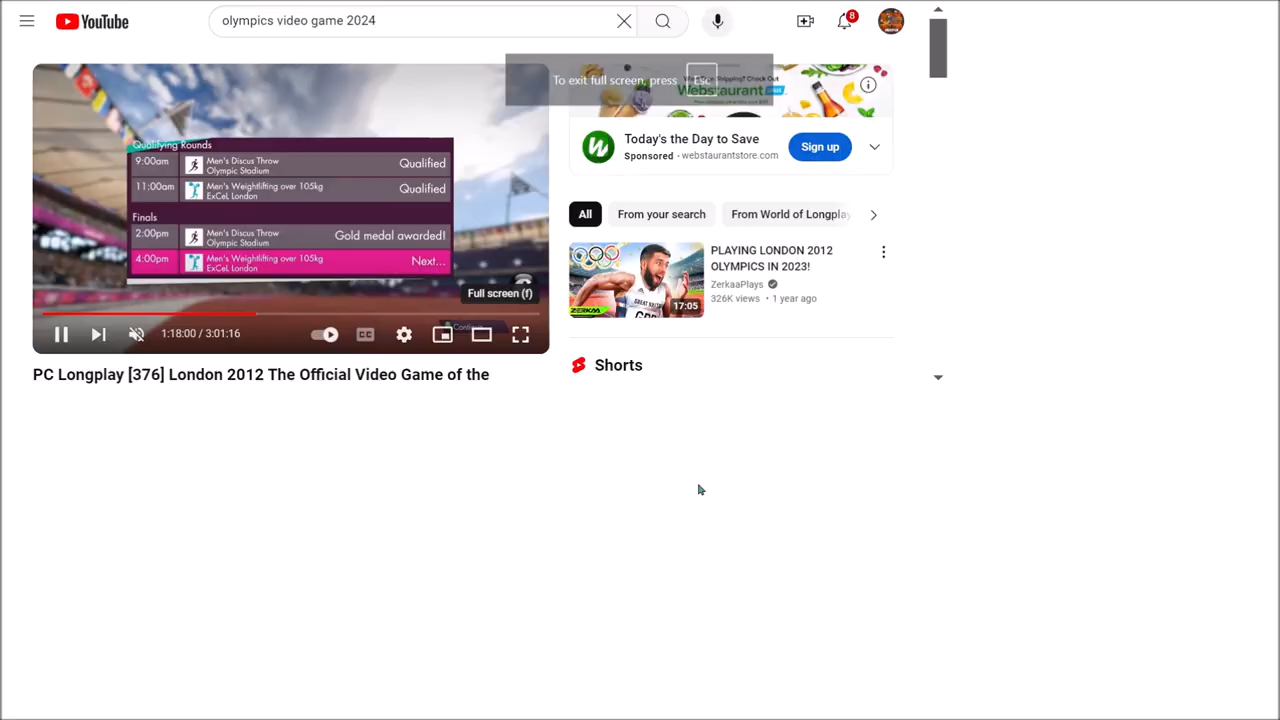 YouTube
olympics video game 2024
8
To exit full screen, press Esc
Webstaurant
Today's the Day to Save
Sponsored · webstaurantstore.com
Sign up
Qualifying Rounds
9:00am Men's Discus Throw Qualified
Olympic Stadium
11:00am Men's Weightlifting over 105kg Qualified
ExCeL London
Finals
2:00pm Men's Discus Throw Gold medal awarded!
Olympic Stadium
4:00pm Men's Weightlifting over 105kg Next...
ExCeL London
Full screen (f)
CC
1:18:00 / 3:01:16
PC Longplay [376] London 2012 The Official Video Game of the
All
From your search
From World of Longplay
PLAYING LONDON 2012
OLYMPICS IN 2023!
ZerkaaPlays
326K views • 1 year ago
17:05
ZERKAA
Shorts